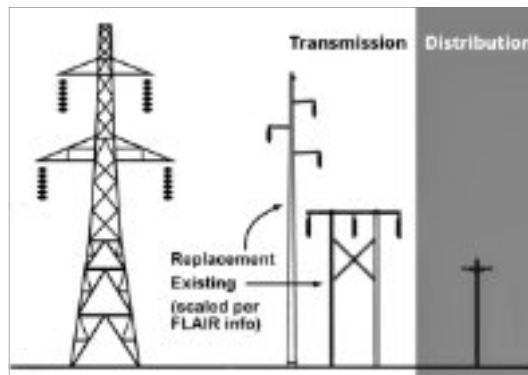 Transmission
Distribution
Replacement
Existing
(scaled per
FLAIR info)